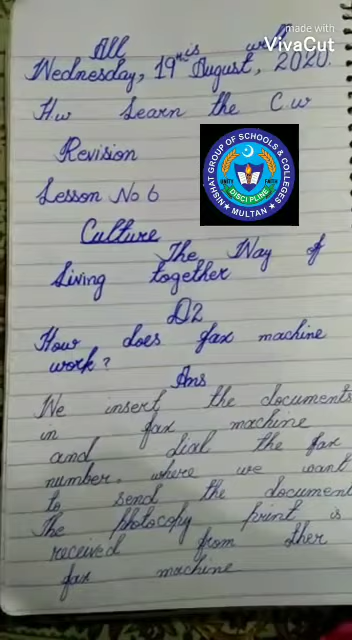 made with
VivaCut
All is well
Wednesday, 19th August, 2020.
H.w Learn the C.w
Revision
Lesson No 6
NISHAT GROUP OF SCHOOLS & COLLEGES
DISCIPLINE
MULTAN
Culture The Way of
Living together
Q2
How does fax machine
work?
Ans
We insert the documents
in fax machine
and dial the fax
number. where we want
to send the document
The photocopy print is
received from other
fax machine